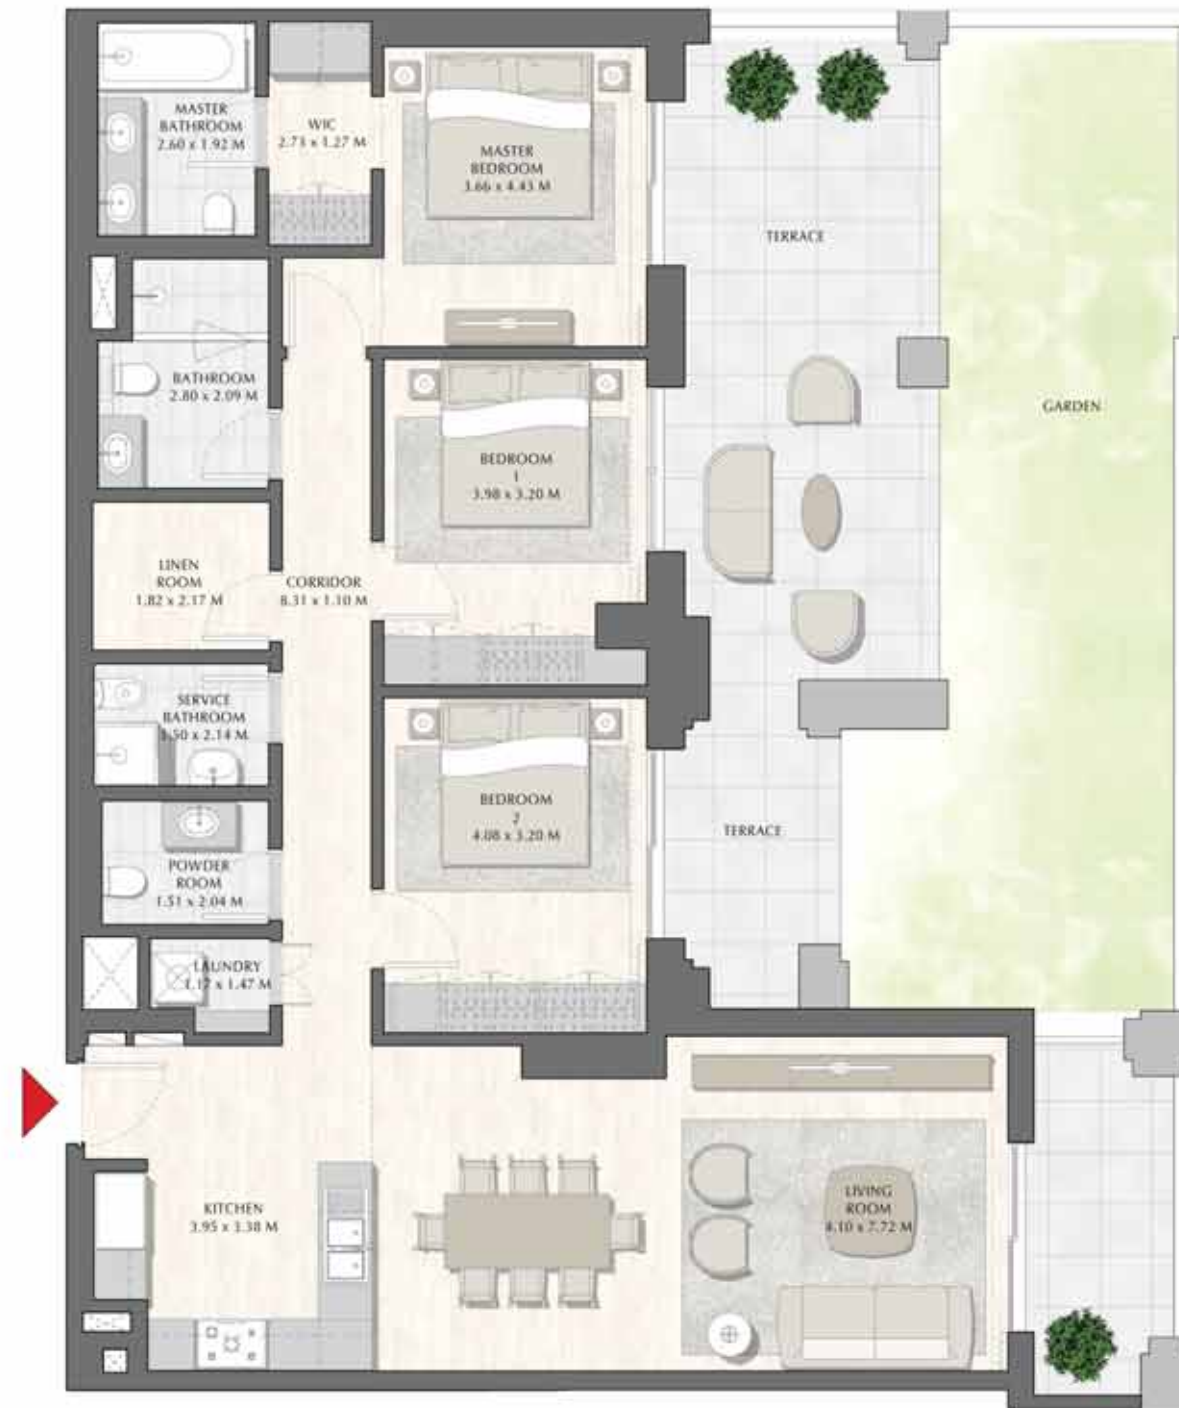 MASTER
BATHROOM
2.60 x 1.92 M
WIC
2.73 x 1.27 M
MASTER
BEDROOM
3.66 x 4.43 M
TERRACE
BATHROOM
2.80 x 2.09 M
BEDROOM
1
3.98 x 3.20 M
GARDEN
LINEN
ROOM
1.82 x 2.17 M
CORRIDOR
8.31 x 1.10 M
SERVICE
BATHROOM
1.50 x 2.14 M
BEDROOM
2
4.08 x 3.20 M
TERRACE
POWDER
ROOM
1.51 x 2.04 M
LAUNDRY
1.17 x 1.47 M
KITCHEN
3.95 x 3.38 M
LIVING
ROOM
4.10 x 7.72 M